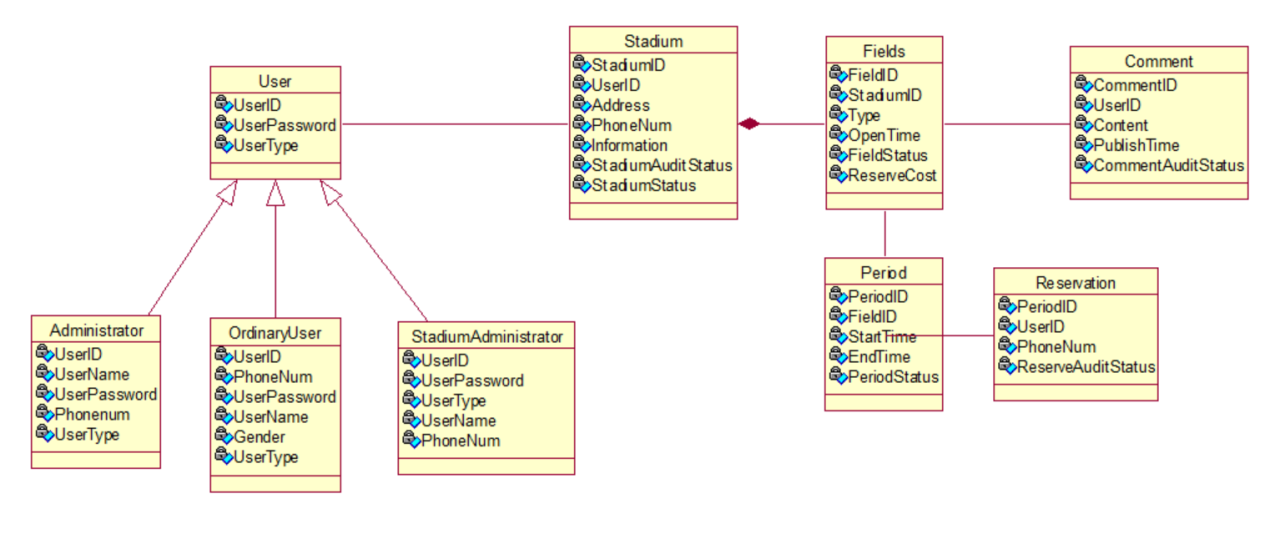 User
UserID
UserPassword
UserType
Stadium
StadiumID
UserID
Address
PhoneNum
Information
StadiumAuditStatus
StadiumStatus
Fields
FieldID
StadiumID
Type
OpenTime
FieldStatus
ReserveCost
Comment
CommentID
UserID
Content
PublishTime
CommentAuditStatus
Period
PeriodID
FieldID
StartTime
EndTime
PeriodStatus
Reservation
PeriodID
UserID
PhoneNum
ReserveAuditStatus
Administrator
UserID
UserName
UserPassword
Phonenum
UserType
OrdinaryUser
UserID
PhoneNum
UserPassword
UserName
Gender
UserType
StadiumAdministrator
UserID
UserPassword
UserType
UserName
PhoneNum